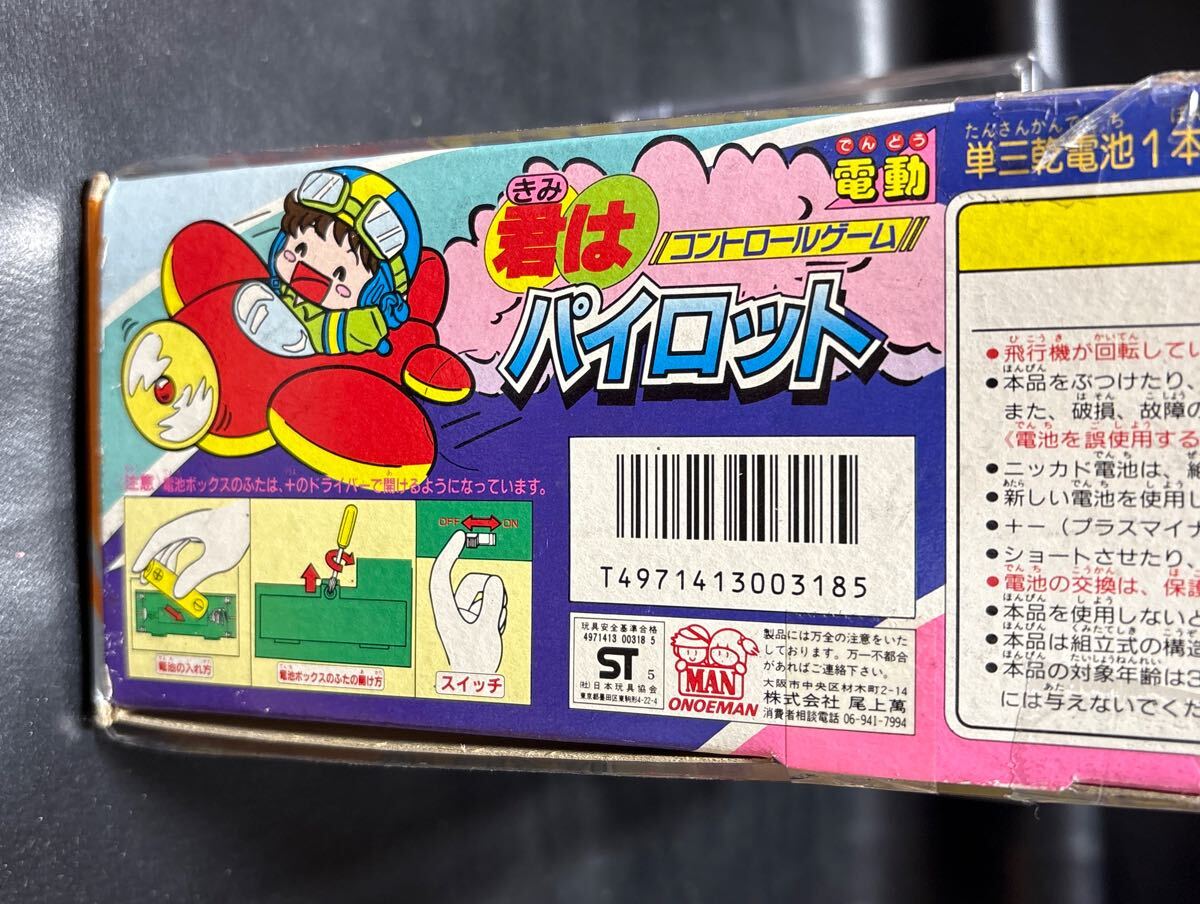 きみ
君は
コントロールゲーム
でんどう
電動
パイロット
注意 電池ボックスのふたは、+のドライバーで開けるようになっています。
OFF ON
電池の入れ方
電池ボックスのふたの開け方
スイッチ
T4971413003185
玩具安全基準合格
4971413 00318 5
ST 5
(社)日本玩具協会
東京都墨田区東駒形4-22-4
MAN
ONOEMAN
製品には万全の注意をいた
しております。万一不都合
があればご連絡下さい。
大阪市中央区材木町2-14
株式会社 尾上萬
消費者相談電話 06-941-7994
単三乾電池1本
●飛行機が回転してい
●本品をぶつけたり、
また、破損、故障の
《電池を誤使用する
●ニッカド電池は、
●新しい電池を使用し
●+-(プラスマイナ
●ショートさせたり、
●電池の交換は、保護
●本品を使用しないと
●本品は組立式の構造
●本品の対象年齢は3
には与えないでくだ